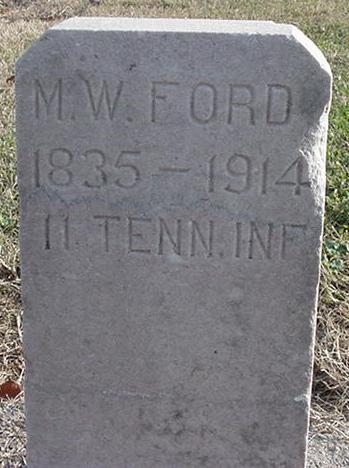 M. W. FORD
1835 – 1914
11. TENN. INF